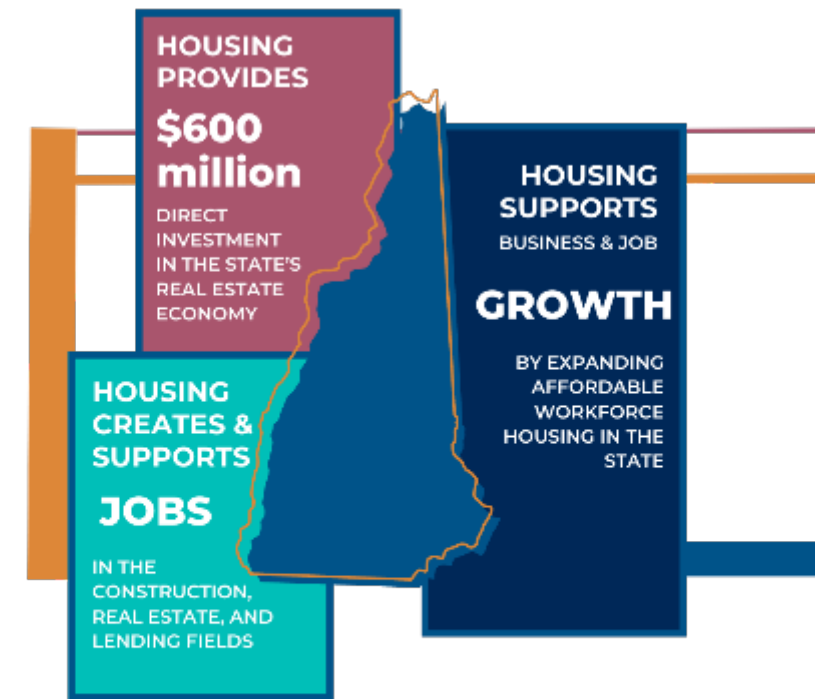 HOUSING
PROVIDES
$600
million
DIRECT
INVESTMENT
IN THE STATE'S
REAL ESTATE
ECONOMY
HOUSING
CREATES &
SUPPORTS
JOBS
IN THE
CONSTRUCTION,
REAL ESTATE, AND
LENDING FIELDS
HOUSING
SUPPORTS
BUSINESS & JOB
GROWTH
BY EXPANDING
AFFORDABLE
WORKFORCE
HOUSING IN THE
STATE